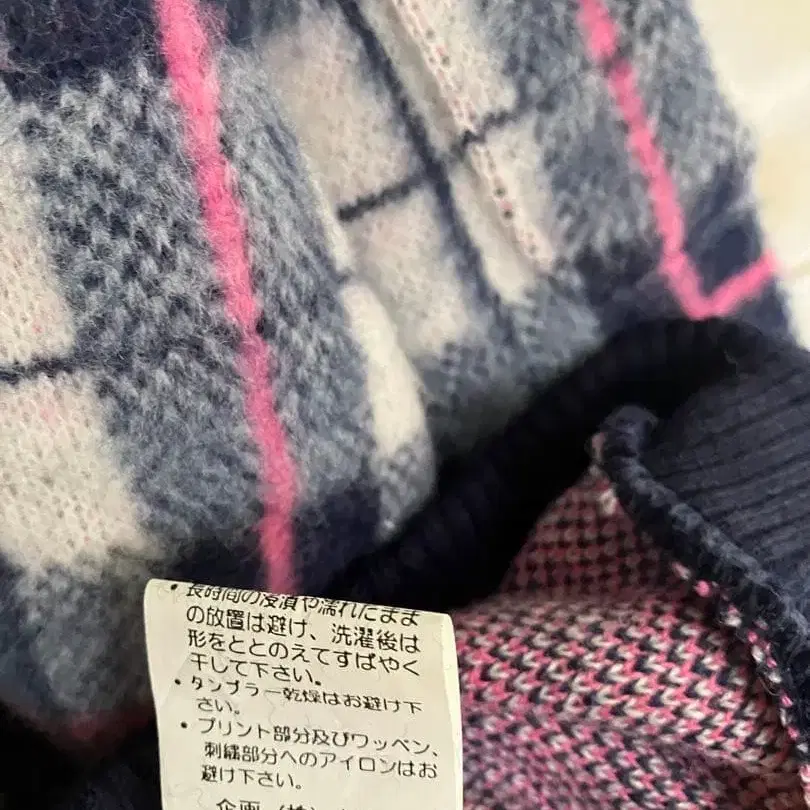 • 長時間の浸漬や濡れたまま
の放置は避け、洗濯後は
形をととのえてすばやく
干して下さい。
• タンブラー乾燥はお避け下
さい。
• プリント部分及びワッペン、
刺繍部分へのアイロンはお
避け下さい。
企画